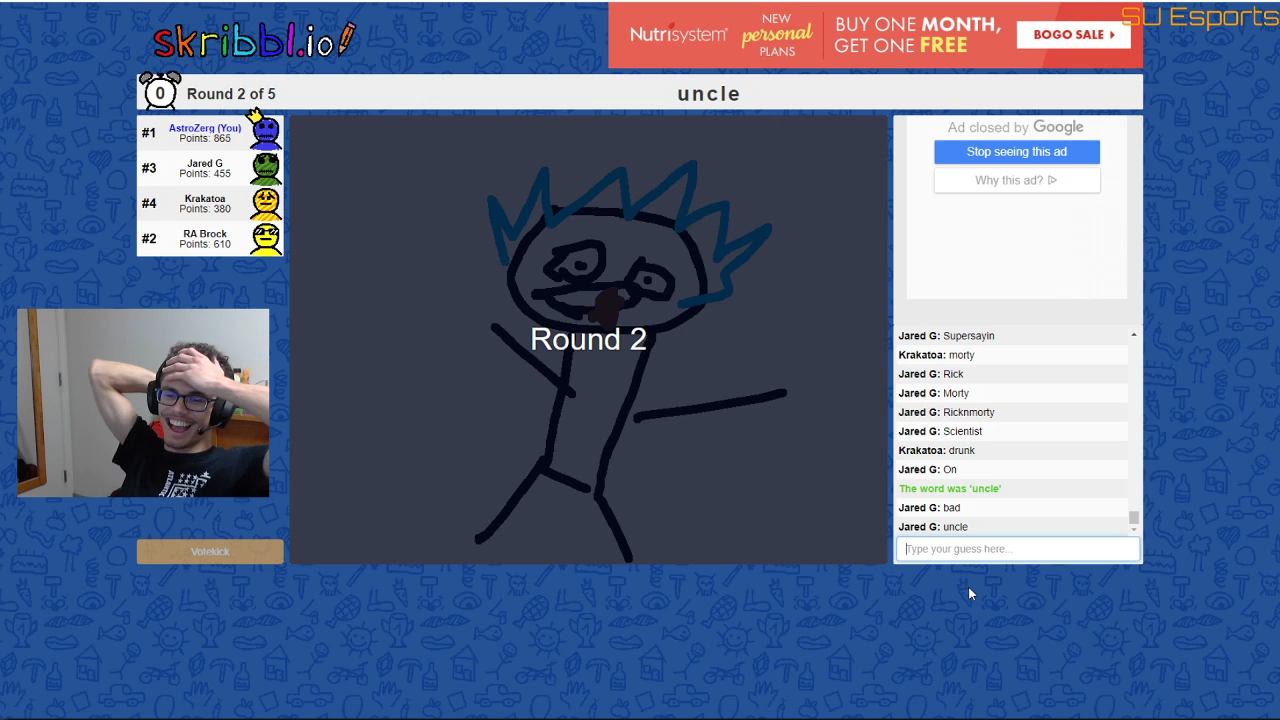 skribbl.io
Nutrisystem
NEW
personal
PLANS
BUY ONE MONTH,
GET ONE FREE
BOGO SALE
SU Esports
0
Round 2 of 5
uncle
#1
AstroZerg (You)
Points: 865
#3
Jared G
Points: 455
#4
Krakatoa
Points: 380
#2
RA Brock
Points: 610
Round 2
Votekick
Ad closed by Google
Stop seeing this ad
Why this ad?
Jared G: Supersayin
Krakatoa: morty
Jared G: Rick
Jared G: Morty
Jared G: Ricknmorty
Jared G: Scientist
Krakatoa: drunk
Jared G: On
The word was 'uncle'
Jared G: bad
Jared G: uncle
Type your guess here...